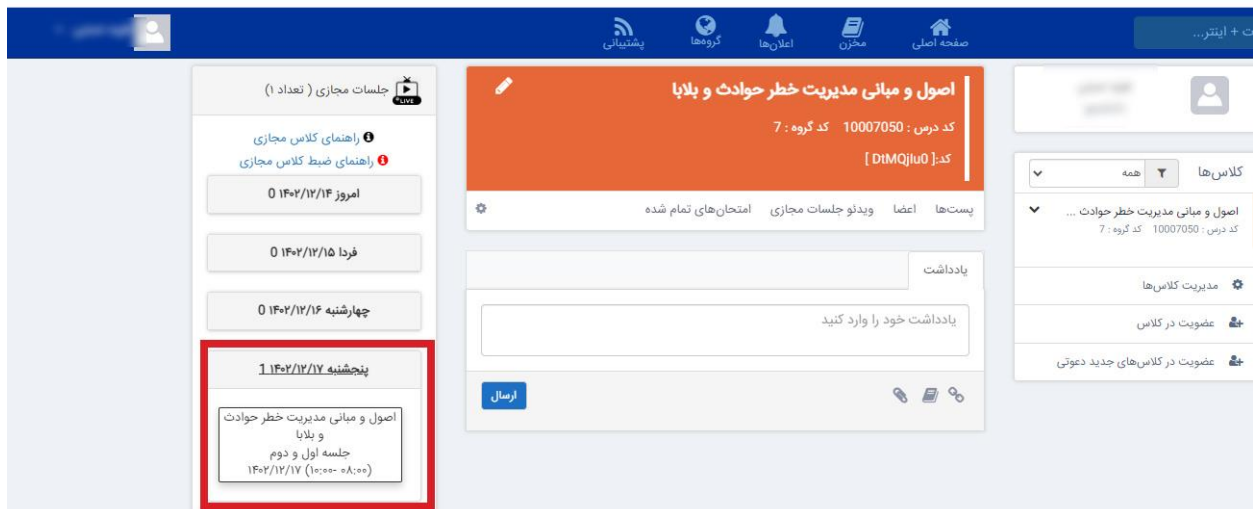 ت + اینتر...
صفحه اصلی
مخزن
اعلان‌ها
گروه‌ها
پشتیبانی
کلاس‌ها
همه
اصول و مبانی مدیریت خطر حوادث ...
کد درس : 10007050 کد گروه : 7
مدیریت کلاس‌ها
عضویت در کلاس
عضویت در کلاس‌های جدید دعوتی
اصول و مبانی مدیریت خطر حوادث و بلابا
کد درس : 10007050 کد گروه : 7
کد:[ DtMQjIu0 ]
پست‌ها اعضا ویدئو جلسات مجازی امتحان‌های تمام شده
یادداشت
یادداشت خود را وارد کنید
ارسال
جلسات مجازی ( تعداد ۱)
LIVE
راهنمای کلاس مجازی
راهنمای ضبط کلاس مجازی
امروز ۱۴۰۲/۱۲/۱۴ 0
فردا ۱۴۰۲/۱۲/۱۵ 0
چهارشنبه ۱۴۰۲/۱۲/۱۶ 0
پنجشنبه ۱۴۰۲/۱۲/۱۷ 1
اصول و مبانی مدیریت خطر حوادث
و بلابا
جلسه اول و دوم
(۰۸:۰۰ -۱۰:۰۰) ۱۴۰۲/۱۲/۱۷